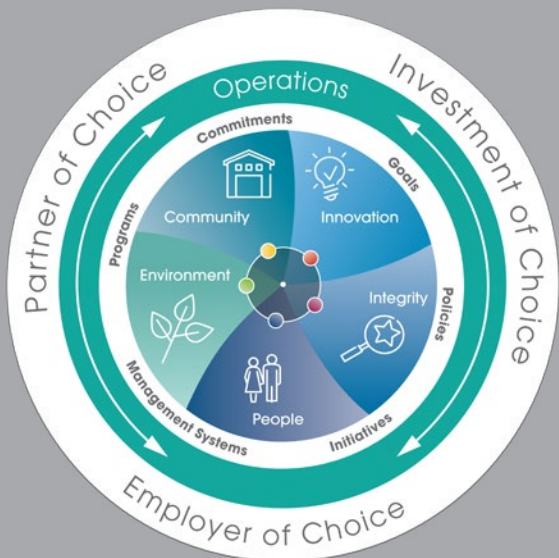 Partner of Choice
Investment of Choice
Employer of Choice
Operations
Commitments
Goals
Policies
Initiatives
Management Systems
Programs
Community
Innovation
Integrity
People
Environment